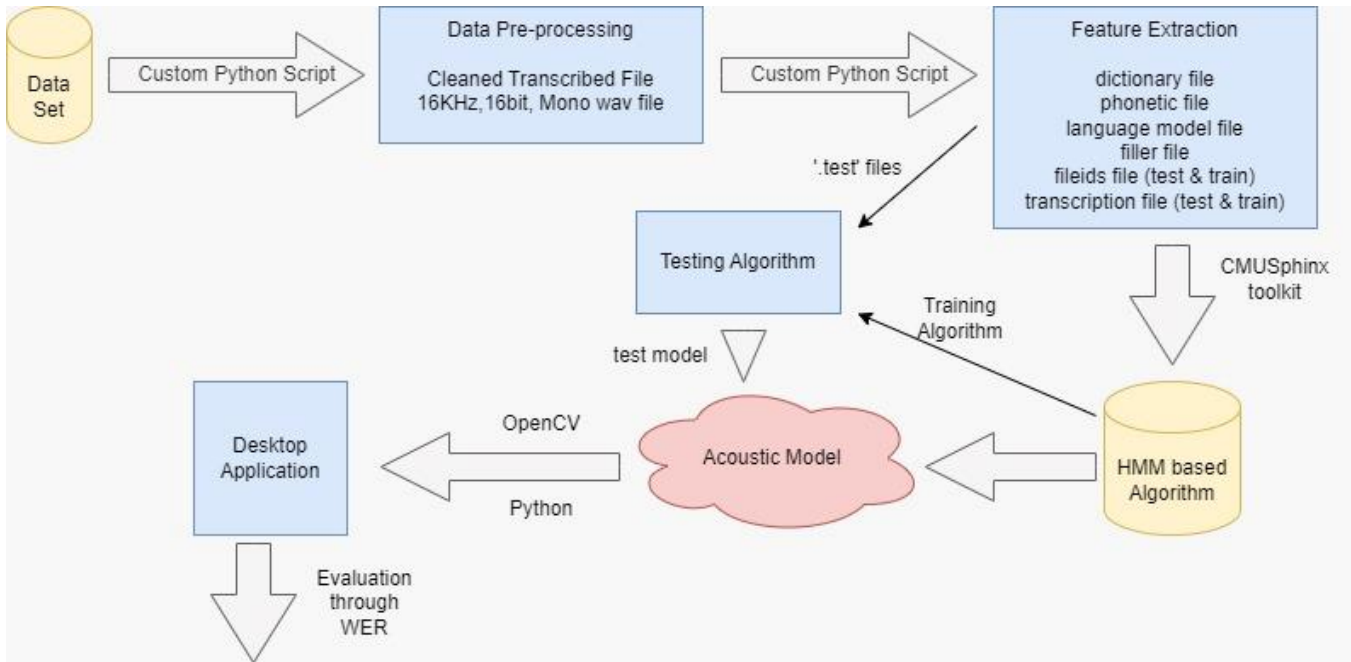 Data
Set
Custom Python Script
Data Pre-processing
Cleaned Transcribed File
16KHz,16bit, Mono wav file
Custom Python Script
Feature Extraction
dictionary file
phonetic file
language model file
filler file
fileids file (test & train)
transcription file (test & train)
'.test' files
Testing Algorithm
CMUSphinx
toolkit
Training
Algorithm
test model
HMM based
Algorithm
Acoustic Model
OpenCV
Python
Desktop
Application
Evaluation
through
WER